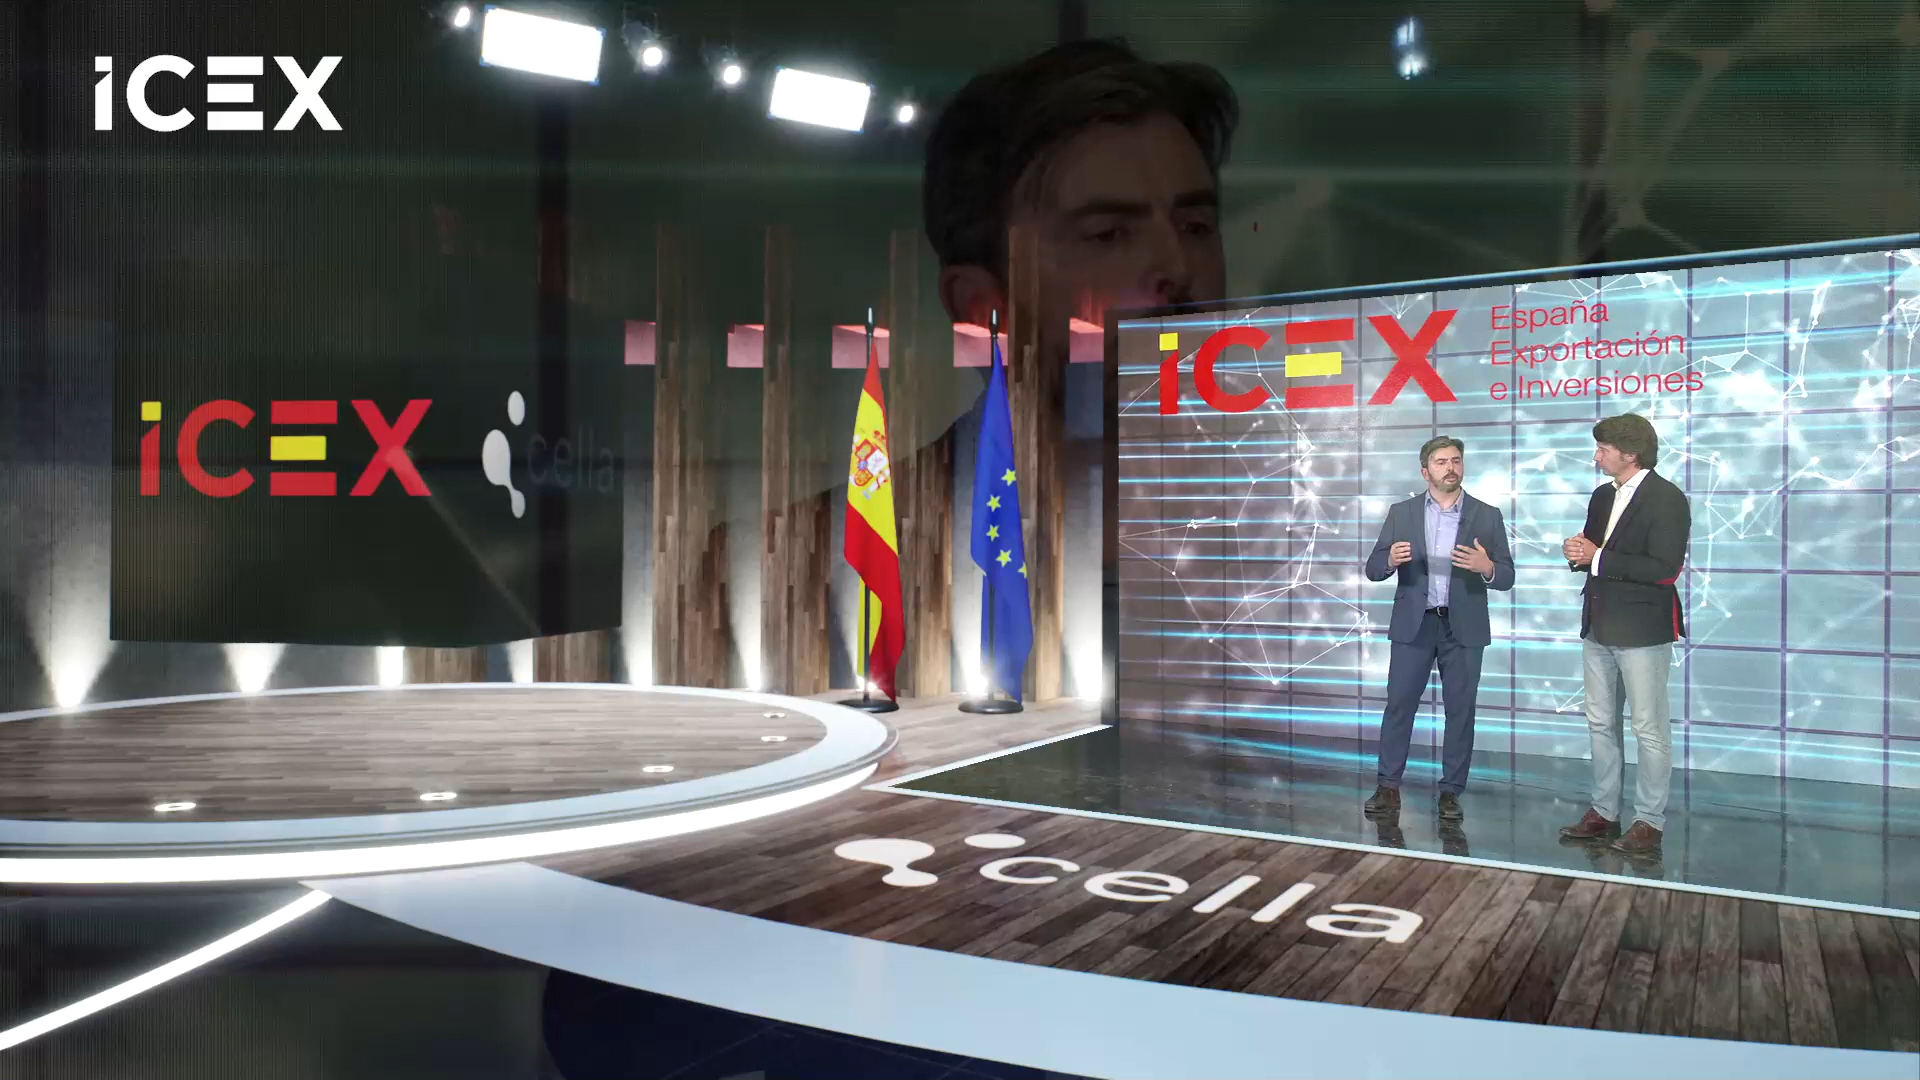 iCEX
iCEX
cella
iCEX
España
Exportación
e Inversiones
cella